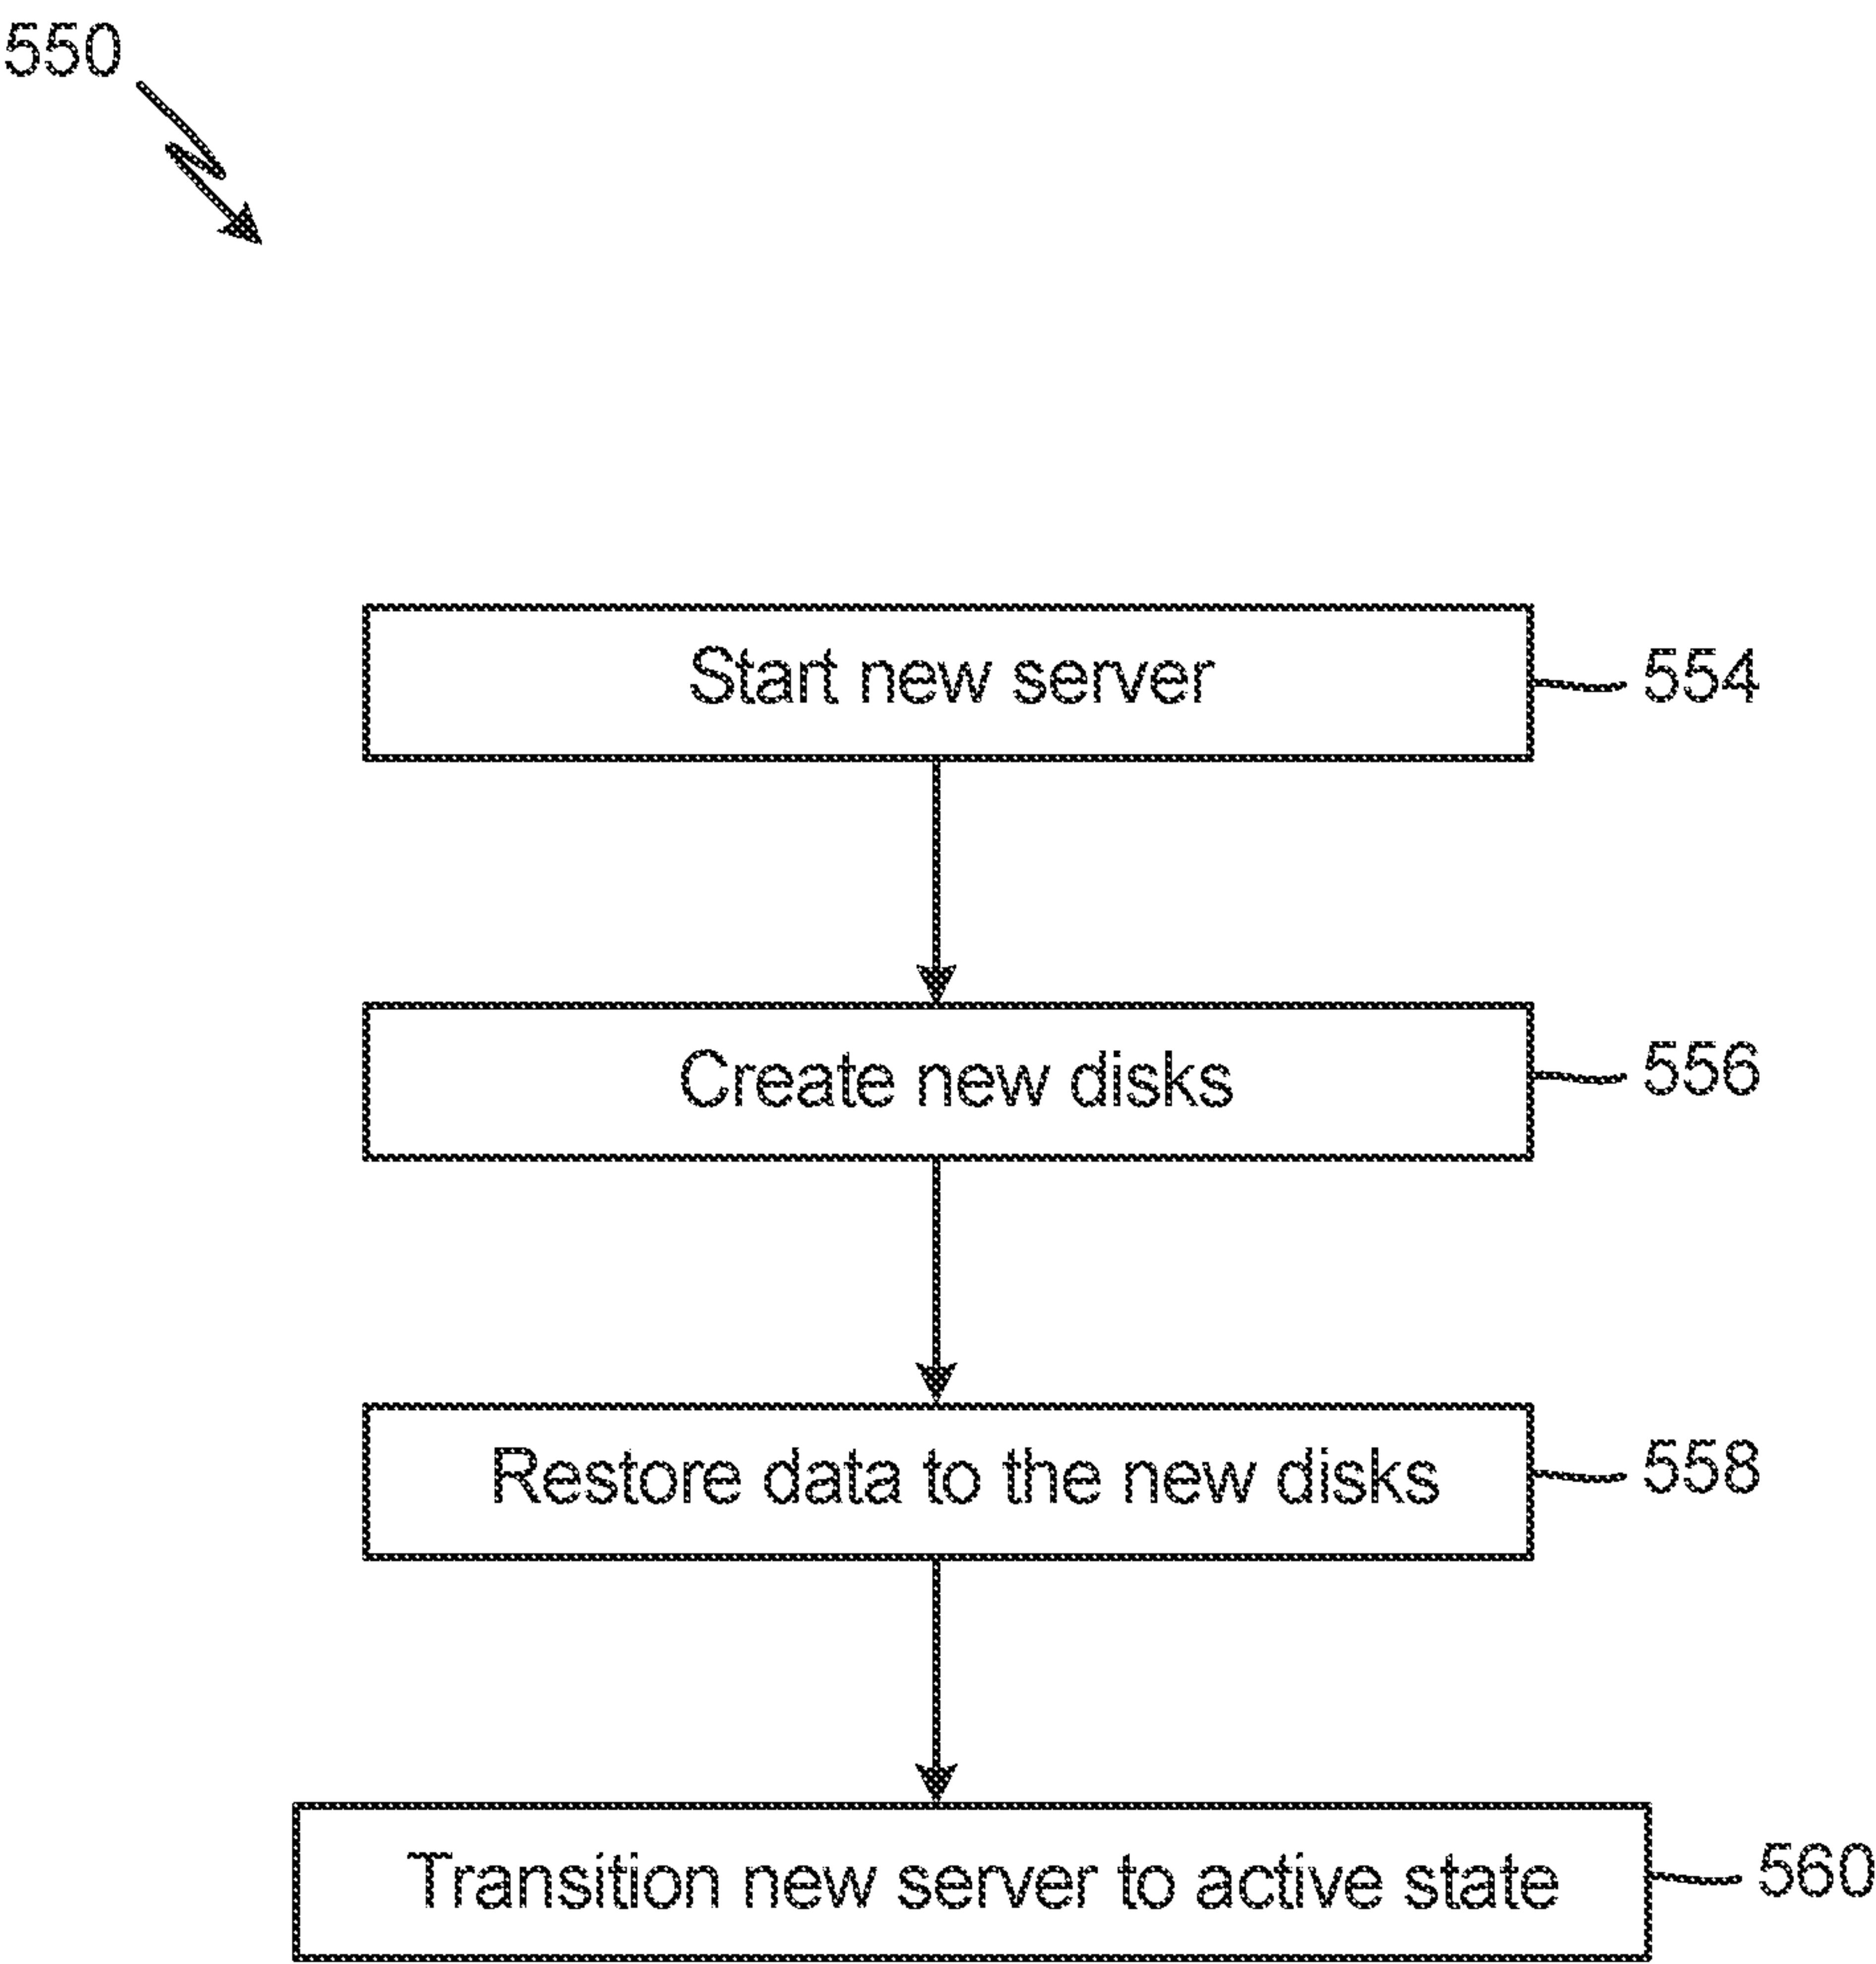 550
Start new server
554
Create new disks
556
Restore data to the new disks
558
Transition new server to active state
560